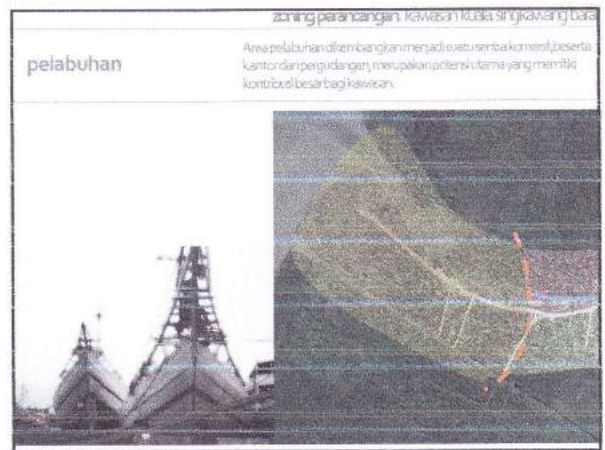 zoning perancangan. kawasan kuala singkawang barat
pelabuhan
Area pelabuhan dikembangkan menjadi suatu sentra komersil, beserta
kantor dan pergudangan, merupakan potensi utama yang memiliki
kontribusi besar bagi kawasan.